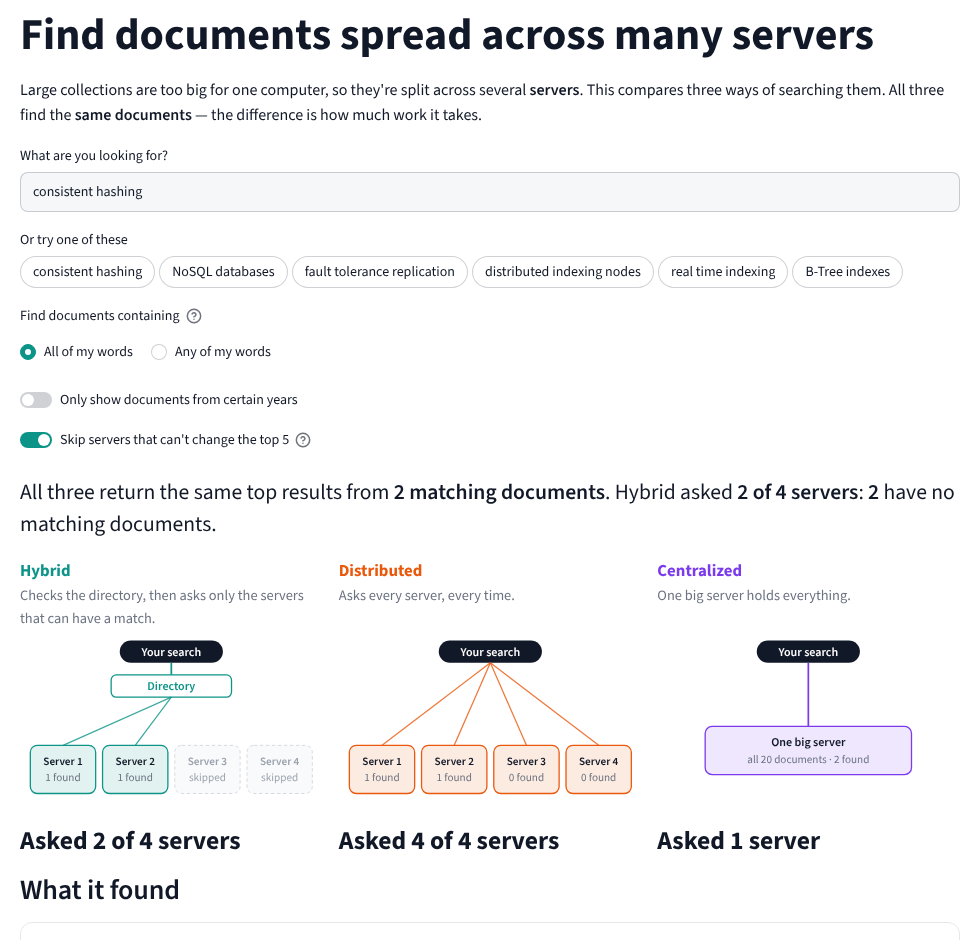 Find documents spread across many servers
Large collections are too big for one computer, so they're split across several servers. This compares three ways of searching them. All three
find the same documents — the difference is how much work it takes.
What are you looking for?
consistent hashing
Or try one of these
consistent hashing
NoSQL databases
fault tolerance replication
distributed indexing nodes
real time indexing
B-Tree indexes
Find documents containing
?
All of my words
Any of my words
Only show documents from certain years
Skip servers that can't change the top 5
?
All three return the same top results from 2 matching documents. Hybrid asked 2 of 4 servers: 2 have no
matching documents.
Hybrid
Checks the directory, then asks only the servers
that can have a match.
Your search
Directory
Server 1
1 found
Server 2
1 found
Server 3
skipped
Server 4
skipped
Asked 2 of 4 servers
Distributed
Asks every server, every time.
Your search
Server 1
1 found
Server 2
1 found
Server 3
0 found
Server 4
0 found
Asked 4 of 4 servers
Centralized
One big server holds everything.
Your search
One big server
all 20 documents · 2 found
Asked 1 server
What it found